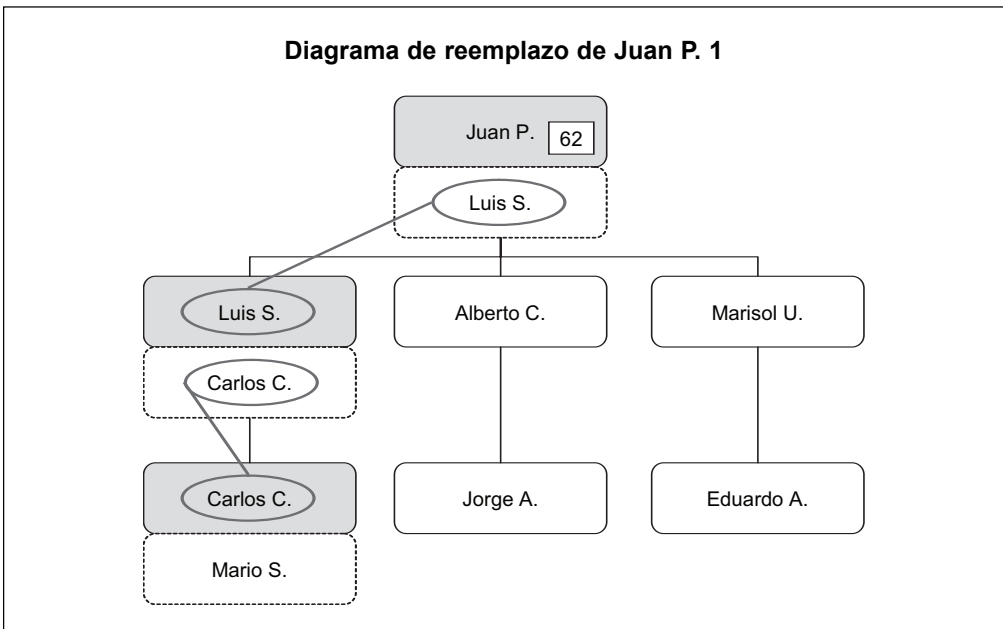 Diagrama de reemplazo de Juan P. 1
Juan P.
62
Luis S.
Luis S.
Alberto C.
Marisol U.
Carlos C.
Carlos C.
Jorge A.
Eduardo A.
Mario S.